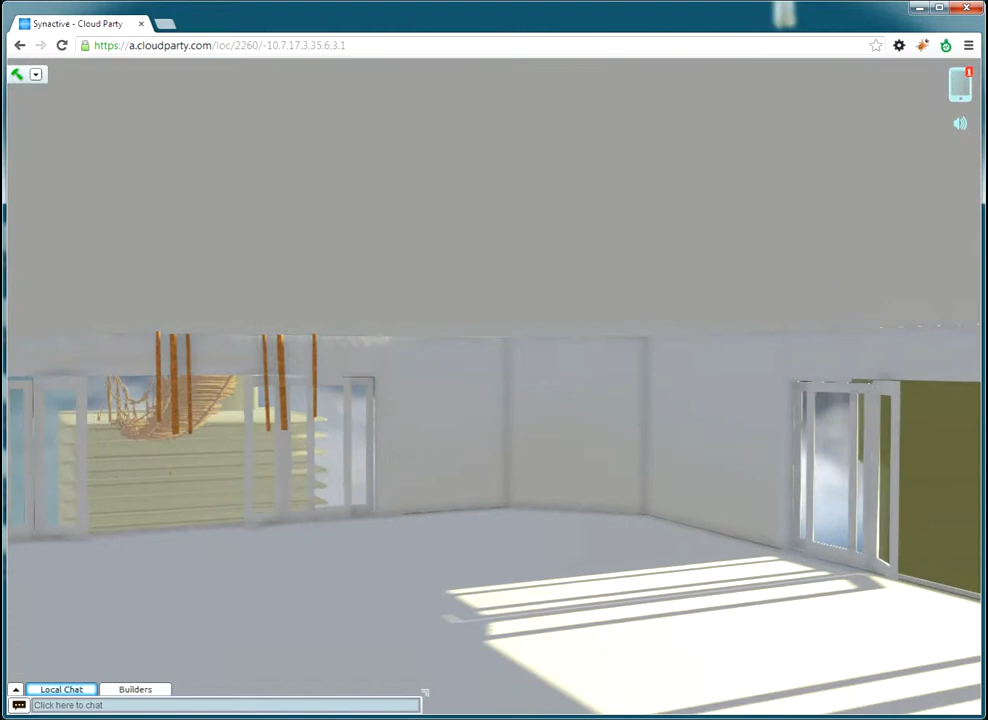 Synactive - Cloud Party
https://a.cloudparty.com/loc/2260/-10.7.17.3.35.6.3.1
1
Local Chat
Builders
Click here to chat